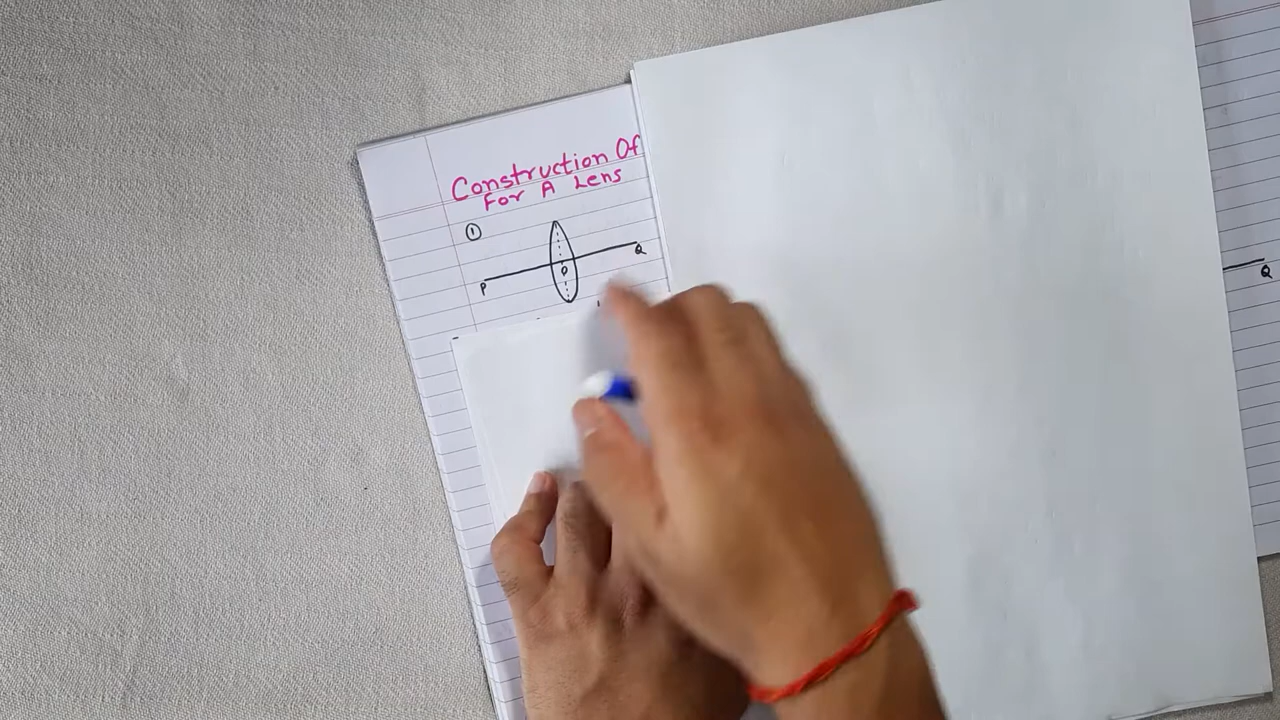 Construction Of
For A Lens
①
O
P
Q
Q